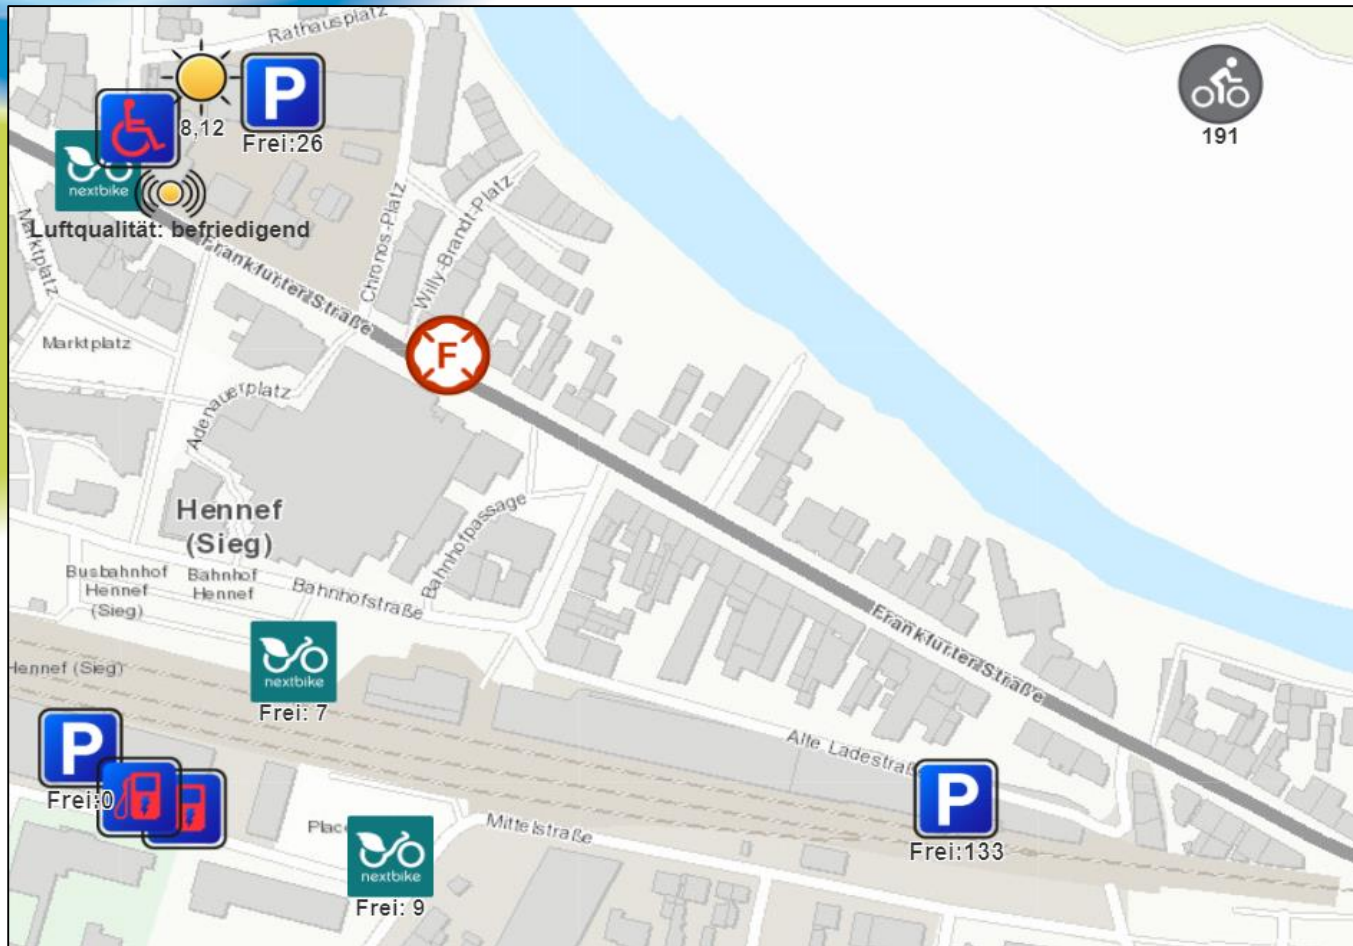 Rathausplatz
P
Frei:26
8,12
191
nextbike
Luftqualität: befriedigend
Marktplatz
Frankfurter Straße
Chronos-Platz
Willy-Brandt-Platz
F
Marktplatz
Adenauerplatz
Hennef
(Sieg)
Bahnhofpassage
Busbahnhof
Hennef
(Sieg)
Bahnhof
Hennef
Bahnhofstraße
Frankfurter Straße
Hennef (Sieg)
nextbike
Frei: 7
P
Frei:0
Alte Ladestraße
P
Frei:133
Place
Mittelstraße
nextbike
Frei: 9